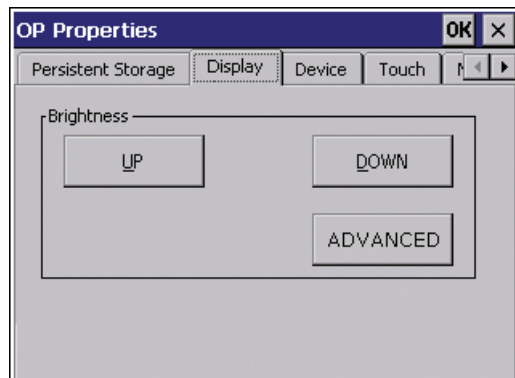 OP Properties OK ×
Persistent Storage Display Device Touch
Brightness
UP DOWN
ADVANCED